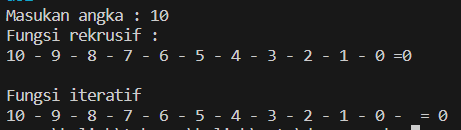 Masukan angka : 10
Fungsi rekrusif :
10 - 9 - 8 - 7 - 6 - 5 - 4 - 3 - 2 - 1 - 0 =0
Fungsi iteratif
10 - 9 - 8 - 7 - 6 - 5 - 4 - 3 - 2 - 1 - 0 -  = 0